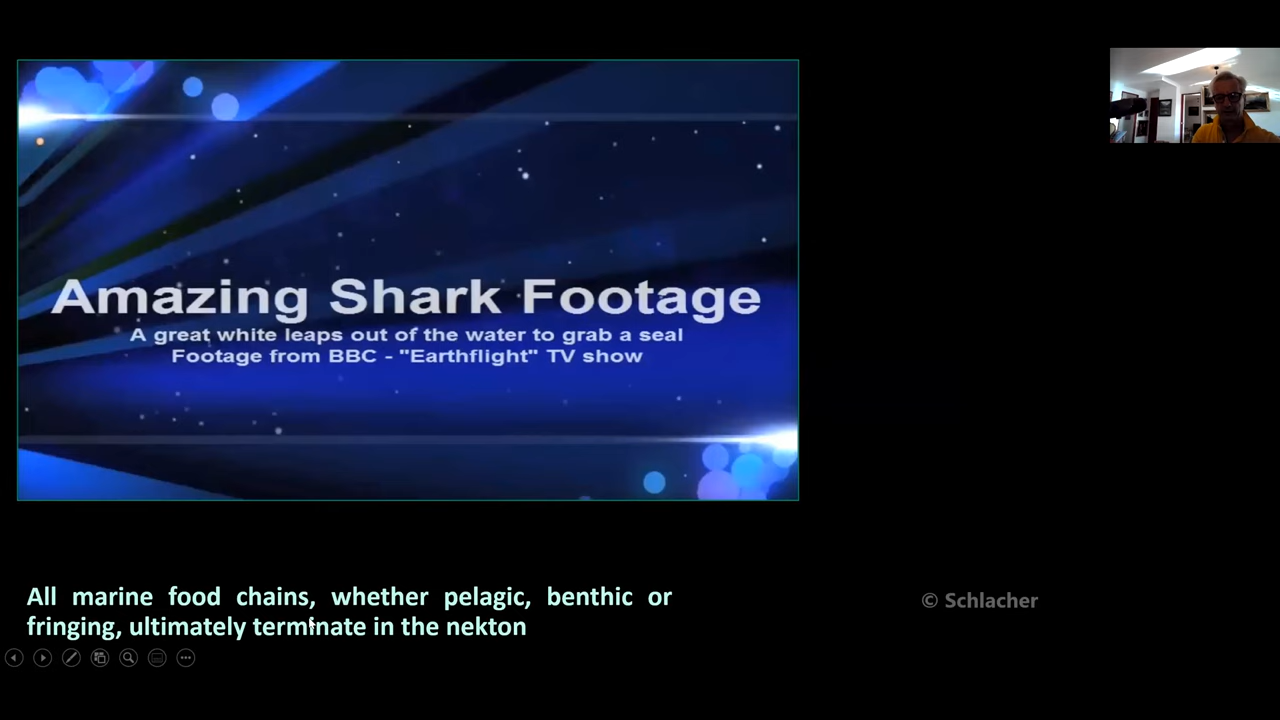 Amazing Shark Footage
A great white leaps out of the water to grab a seal
Footage from BBC - "Earthflight" TV show
All marine food chains, whether pelagic, benthic or
fringing, ultimately terminate in the nekton
© Schlacher